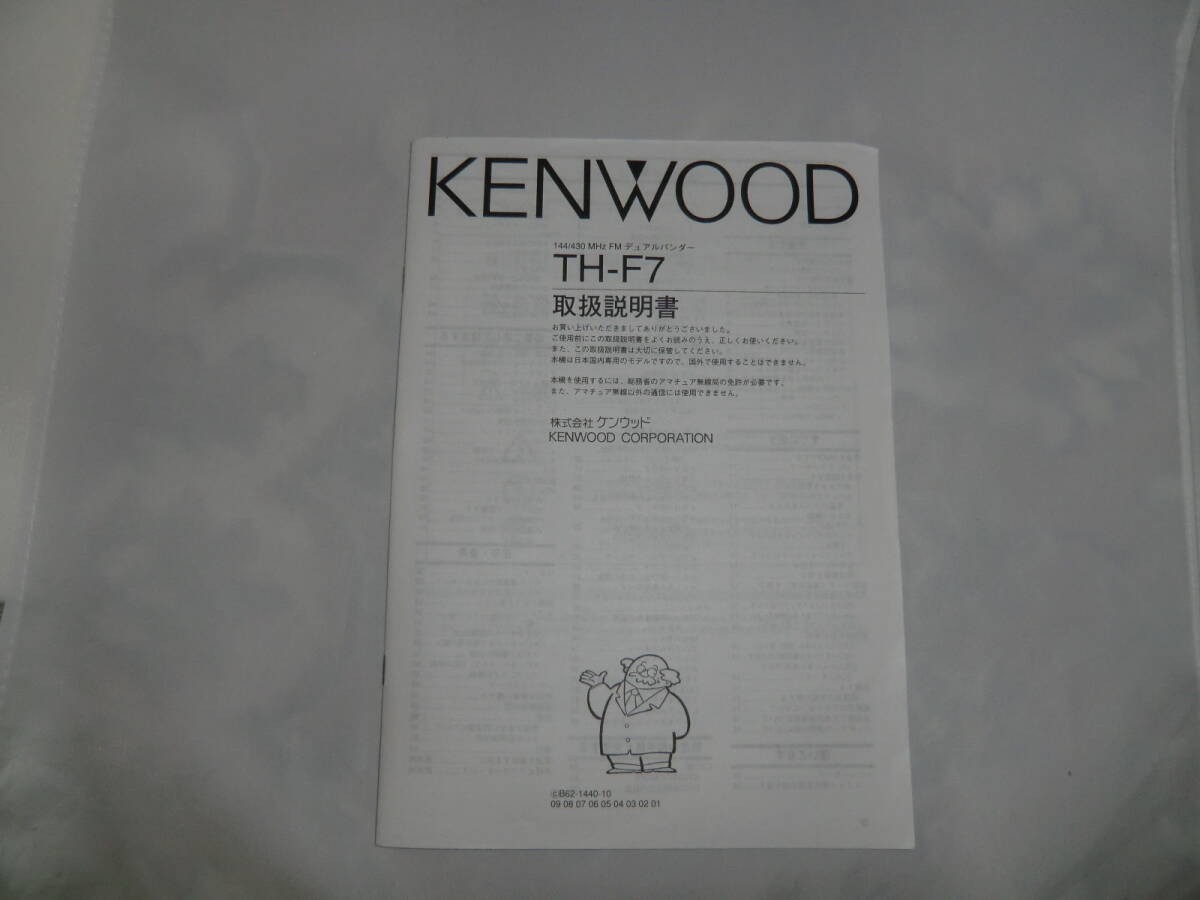 KENWOOD
144/430 MHz FM デュアルバンダー
TH-F7
取扱説明書
お買い上げいただきましてありがとうございました。
ご使用前にこの取扱説明書をよくお読みのうえ、正しくお使いください。
また、この取扱説明書は大切に保管してください。
本機は日本国内専用のモデルですので、国外で使用することはできません。
本機を使用するには、総務省のアマチュア無線局の免許が必要です。
また、アマチュア無線以外の通信には使用できません。
株式会社 ケンウッド
KENWOOD CORPORATION
©B62-1440-10
09 08 07 06 05 04 03 02 01